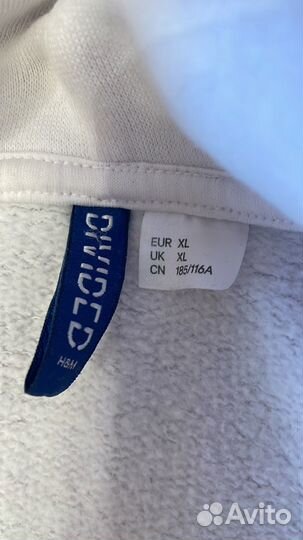 DIVIDED
H&M
EUR XL
UK XL
CN 185/116A
Avito